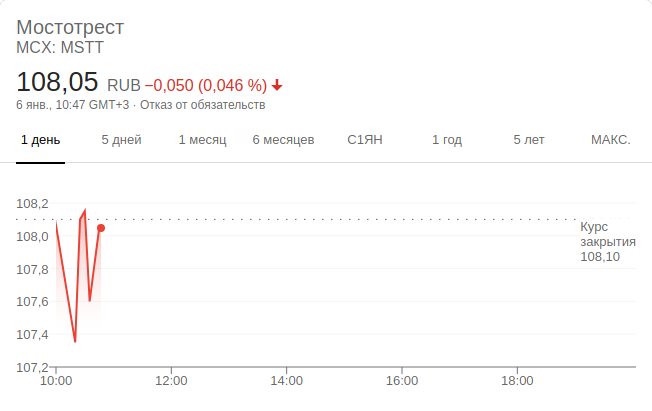 Мостотрест
MCX: MSTT
108,05 RUB −0,050 (0,046 %)
6 янв., 10:47 GMT+3 · Отказ от обязательств
1 день 5 дней 1 месяц 6 месяцев С1ЯН 1 год 5 лет МАКС.
108,2
Курс
108,0
закрытия
108,10
107,8
107,6
107,4
107,2
10:00 12:00 14:00 16:00 18:00